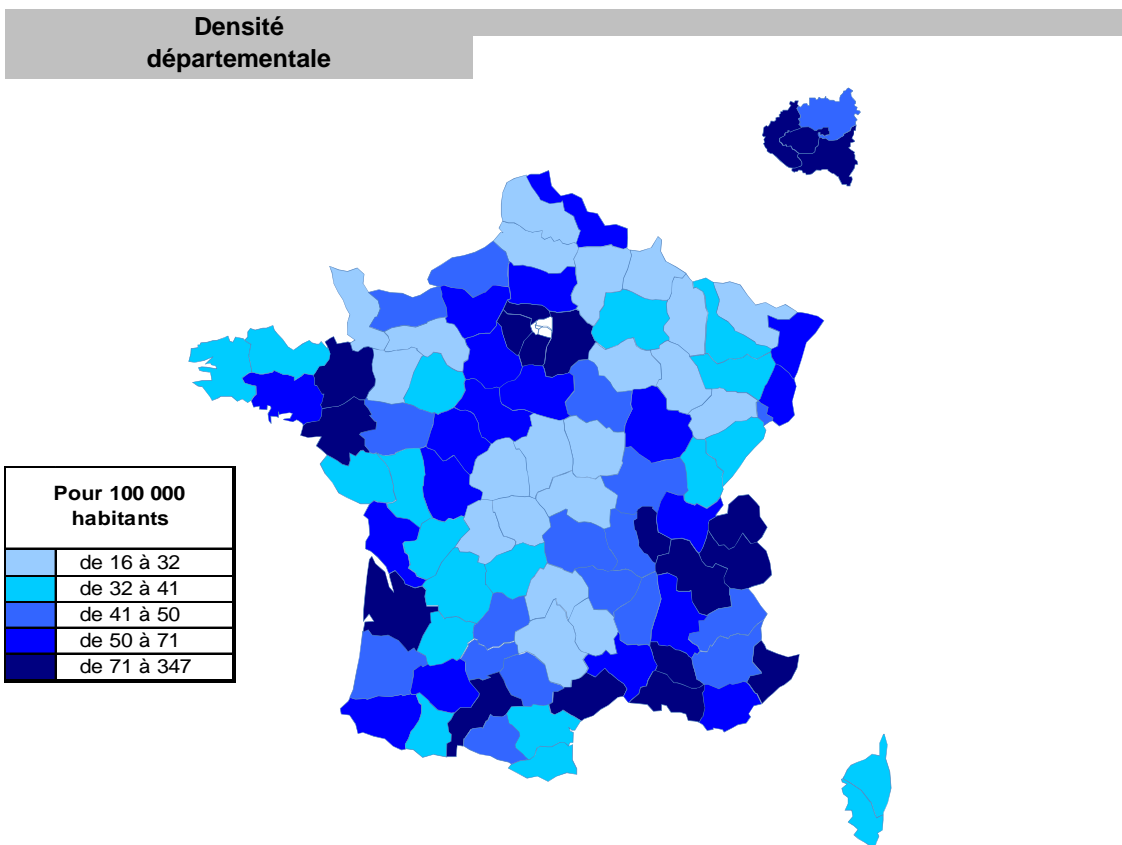 Densité
départementale
Pour 100 000
habitants
de 16 à 32
de 32 à 41
de 41 à 50
de 50 à 71
de 71 à 347